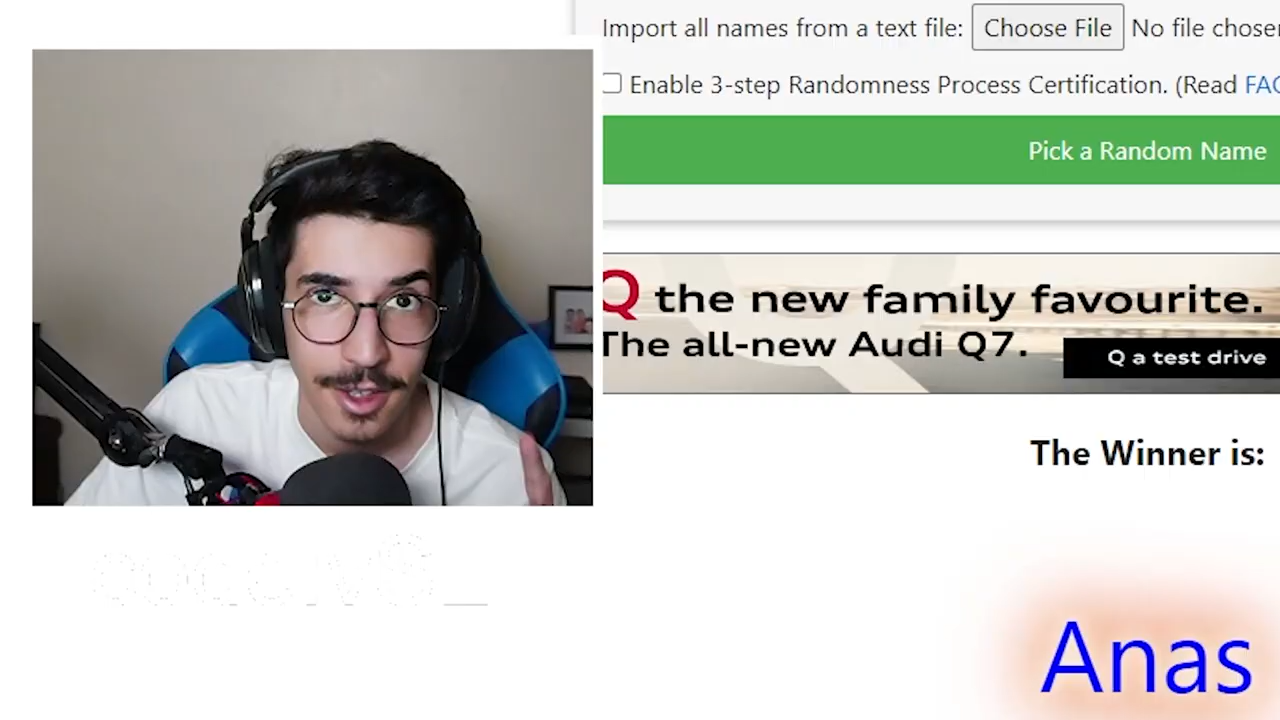 Import all names from a text file: Choose File No file chosen
Enable 3-step Randomness Process Certification. (Read FAQ
Pick a Random Name
Q the new family favourite.
The all-new Audi Q7.
Q a test drive
The Winner is:
Anas